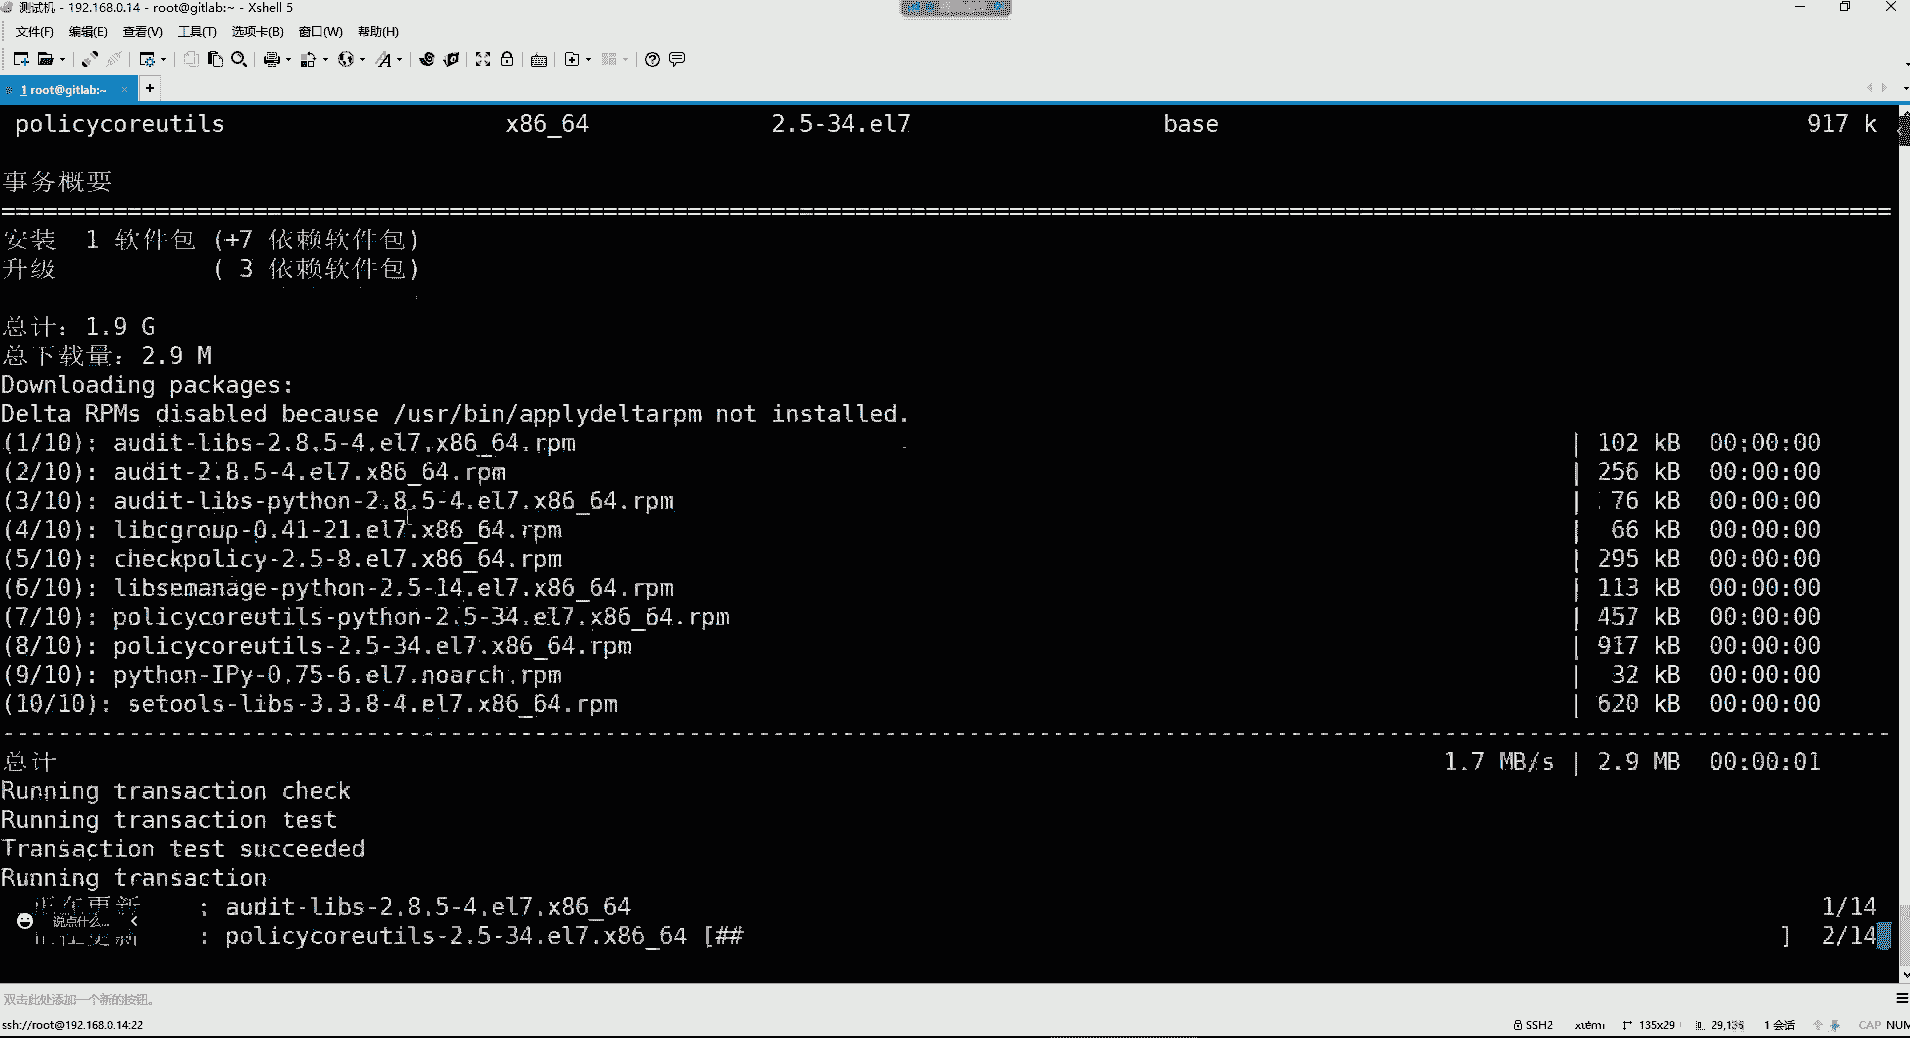 测试机 - 192.168.0.14 - root@gitlab:~ - Xshell 5
文件(F) 编辑(E) 查看(V) 工具(T) 选项卡(B) 窗口(W) 帮助(H)
1 root@gitlab:~ × +
policycoreutils x86_64 2.5-34.el7 base 917 k
事务概要
安装 1 软件包 (+7 依赖软件包)
升级 ( 3 依赖软件包)
总计：1.9 G
总下载量：2.9 M
Downloading packages:
Delta RPMs disabled because /usr/bin/applydeltarpm not installed.
(1/10): audit-libs-2.8.5-4.el7.x86_64.rpm | 102 kB 00:00:00
(2/10): audit-2.8.5-4.el7.x86_64.rpm | 256 kB 00:00:00
(3/10): audit-libs-python-2.8.5-4.el7.x86_64.rpm | 76 kB 00:00:00
(4/10): libcgroup-0.41-21.el7.x86_64.rpm | 66 kB 00:00:00
(5/10): checkpolicy-2.5-8.el7.x86_64.rpm | 295 kB 00:00:00
(6/10): libsemanage-python-2.5-14.el7.x86_64.rpm | 113 kB 00:00:00
(7/10): policycoreutils-python-2.5-34.el7.x86_64.rpm | 457 kB 00:00:00
(8/10): policycoreutils-2.5-34.el7.x86_64.rpm | 917 kB 00:00:00
(9/10): python-IPy-0.75-6.el7.noarch.rpm | 32 kB 00:00:00
(10/10): setools-libs-3.3.8-4.el7.x86_64.rpm | 620 kB 00:00:00
总计 1.7 MB/s | 2.9 MB 00:00:01
Running transaction check
Running transaction test
Transaction test succeeded
Running transaction
正在更新 : audit-libs-2.8.5-4.el7.x86_64 1/14
说点什么...
正在更新 : policycoreutils-2.5-34.el7.x86_64 [## ] 2/14
双击此处添加一个新的按钮。
ssh://root@192.168.0.14:22 SSH2 xterm 135x29 29,135 1 会话 CAP NUM